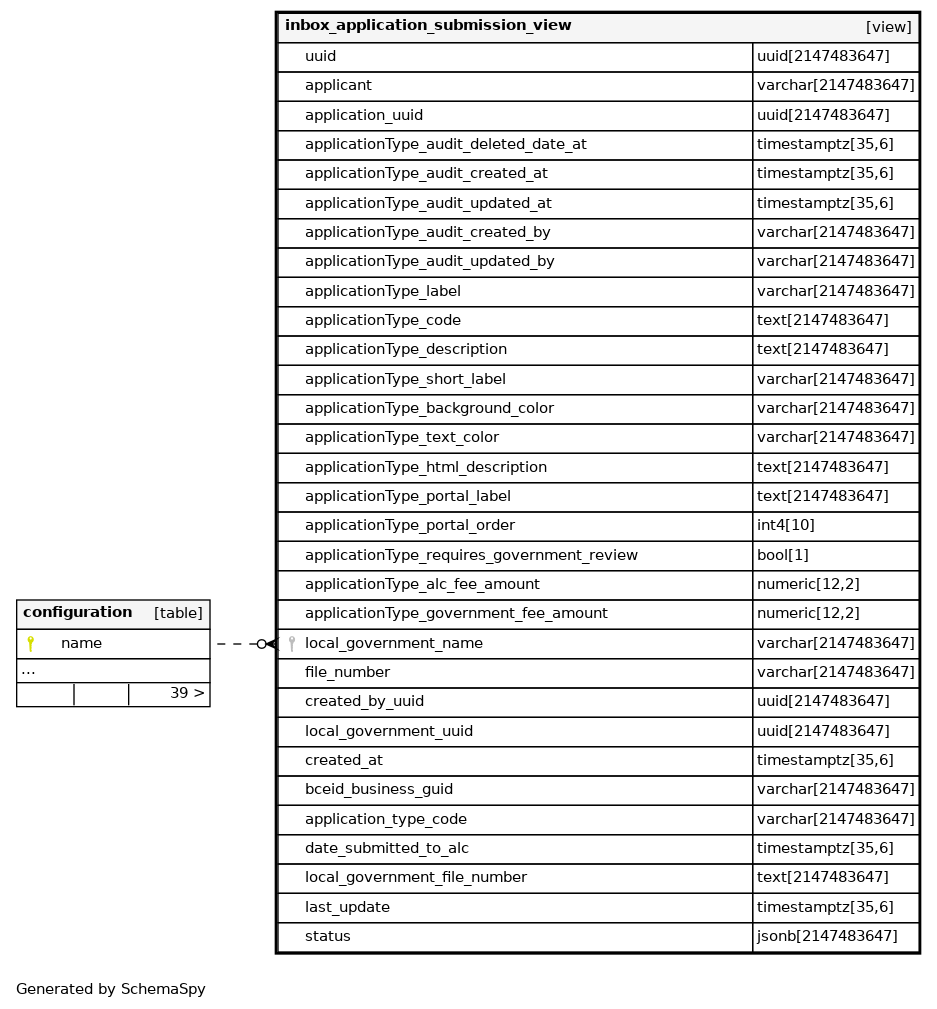 inbox_application_submission_view [view]
uuid uuid[2147483647]
applicant varchar[2147483647]
application_uuid uuid[2147483647]
applicationType_audit_deleted_date_at timestamptz[35,6]
applicationType_audit_created_at timestamptz[35,6]
applicationType_audit_updated_at timestamptz[35,6]
applicationType_audit_created_by varchar[2147483647]
applicationType_audit_updated_by varchar[2147483647]
applicationType_label varchar[2147483647]
applicationType_code text[2147483647]
applicationType_description text[2147483647]
applicationType_short_label varchar[2147483647]
applicationType_background_color varchar[2147483647]
applicationType_text_color varchar[2147483647]
applicationType_html_description text[2147483647]
applicationType_portal_label text[2147483647]
applicationType_portal_order int4[10]
applicationType_requires_government_review bool[1]
applicationType_alc_fee_amount numeric[12,2]
applicationType_government_fee_amount numeric[12,2]
local_government_name varchar[2147483647]
file_number varchar[2147483647]
created_by_uuid uuid[2147483647]
local_government_uuid uuid[2147483647]
created_at timestamptz[35,6]
bceid_business_guid varchar[2147483647]
application_type_code varchar[2147483647]
date_submitted_to_alc timestamptz[35,6]
local_government_file_number text[2147483647]
last_update timestamptz[35,6]
status jsonb[2147483647]
configuration [table]
name
...
39 >
Generated by SchemaSpy